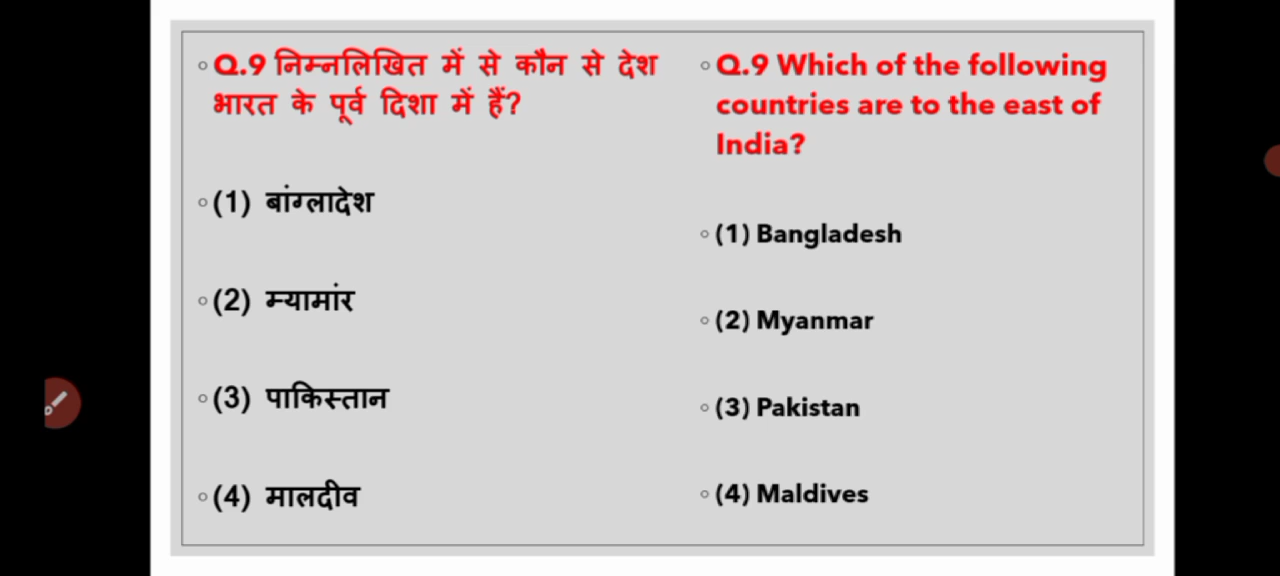 Q.9 निम्नलिखित में से कौन से देश
भारत के पूर्व दिशा में हैं?
(1) बांग्लादेश
(2) म्यामांर
(3) पाकिस्तान
(4) मालदीव
Q.9 Which of the following
countries are to the east of
India?
(1) Bangladesh
(2) Myanmar
(3) Pakistan
(4) Maldives